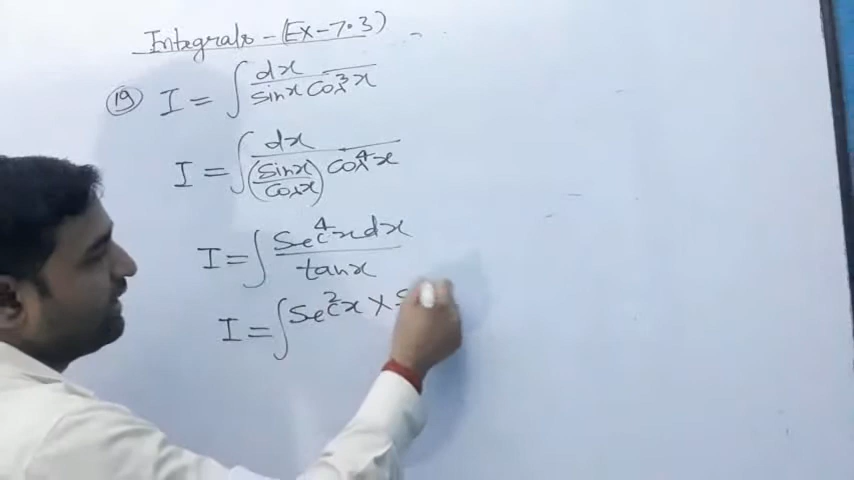 Integrals - (Ex-7.3)
19 I = ∫ dx / sinx cos³x
I = ∫ dx / (sinx/cosx) cos⁴x
I = ∫ Sec⁴x dx / tanx
I = ∫ Sec²x × S